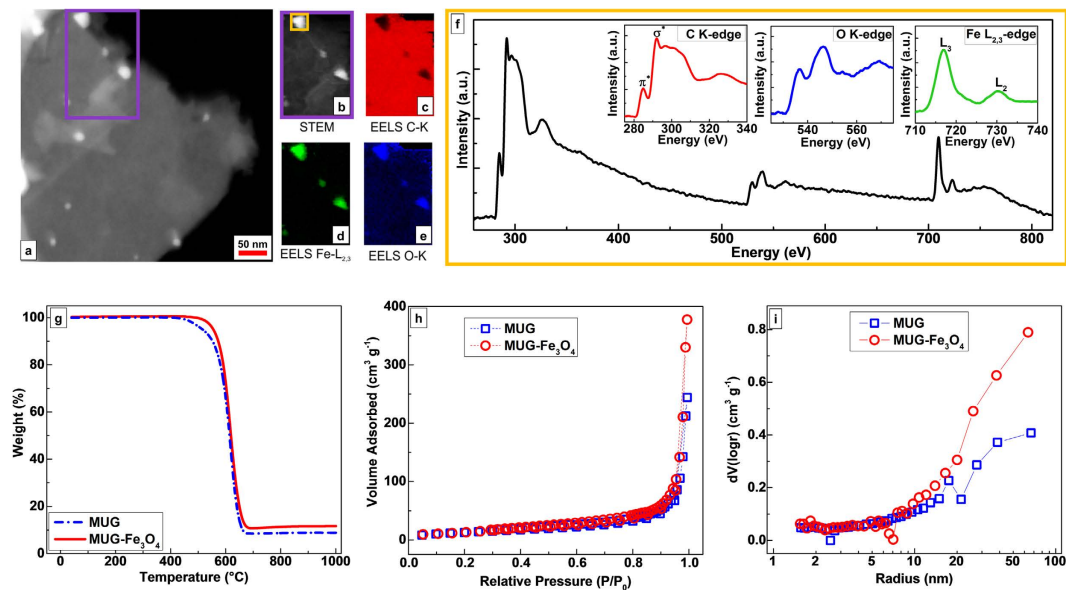 a
50 nm
b
STEM
c
EELS C-K
d
EELS Fe-L2,3
e
EELS O-K
f
Intensity (a.u.)
Energy (eV)
300 400 500 600 700 800
C K-edge
π*
σ*
Intensity (a.u.)
280 300 320 340
Energy (eV)
O K-edge
Intensity (a.u.)
540 560
Energy (eV)
Fe L2,3-edge
L3
L2
Intensity (a.u.)
710 720 730 740
Energy (eV)
g
Weight (%)
100
80
60
40
20
0
MUG
MUG-Fe3O4
0 200 400 600 800 1000
Temperature (°C)
h
Volume Adsorbed (cm3 g-1)
400
300
200
100
0
MUG
MUG-Fe3O4
0.0 0.2 0.4 0.6 0.8 1.0
Relative Pressure (P/P0)
i
dV(logr) (cm3 g-1)
0.8
0.4
0.0
MUG
MUG-Fe3O4
1 2 4 6 8 10 20 40 60 80 100
Radius (nm)